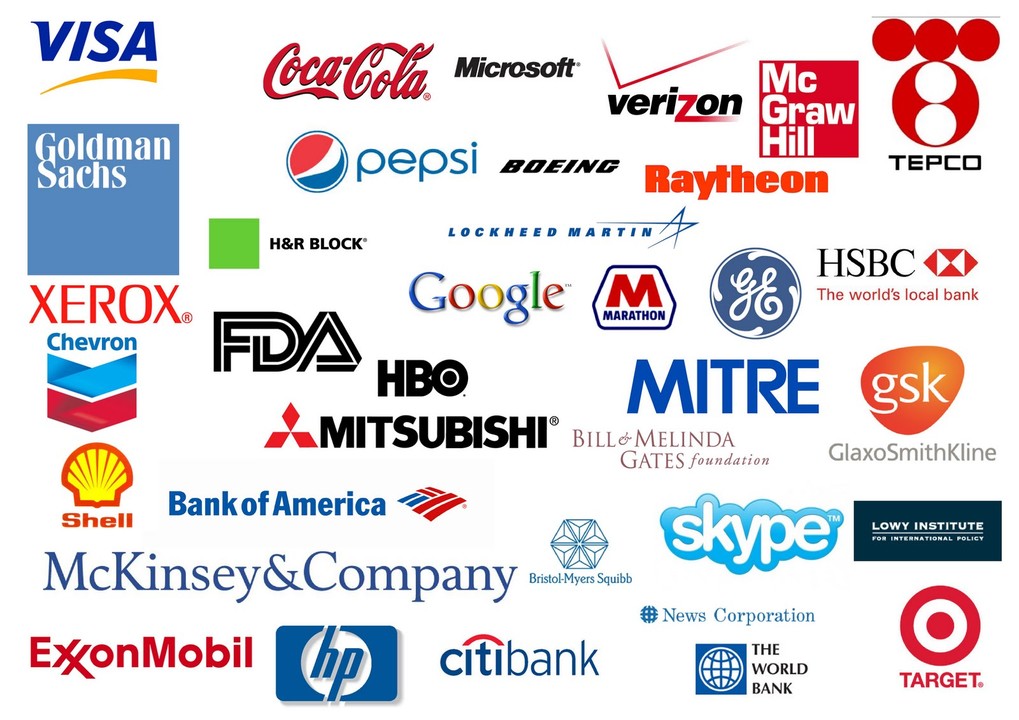 VISA
Coca-Cola®
Microsoft®
verizon
Mc
Graw
Hill
TEPCO
Goldman
Sachs
pepsi
BOEING
Raytheon
H&R BLOCK®
LOCKHEED MARTIN
Google™
M
MARATHON
GE
HSBC
The world's local bank
XEROX®
Chevron
FDA
HBO®
MITRE
gsk
GlaxoSmithKline
MITSUBISHI®
BILL & MELINDA
GATES foundation
Shell
Bank of America®
skype™
LOWY INSTITUTE
FOR INTERNATIONAL POLICY
McKinsey&Company
Bristol-Myers Squibb
News Corporation
ExxonMobil
hp
citibank
THE
WORLD
BANK
TARGET®